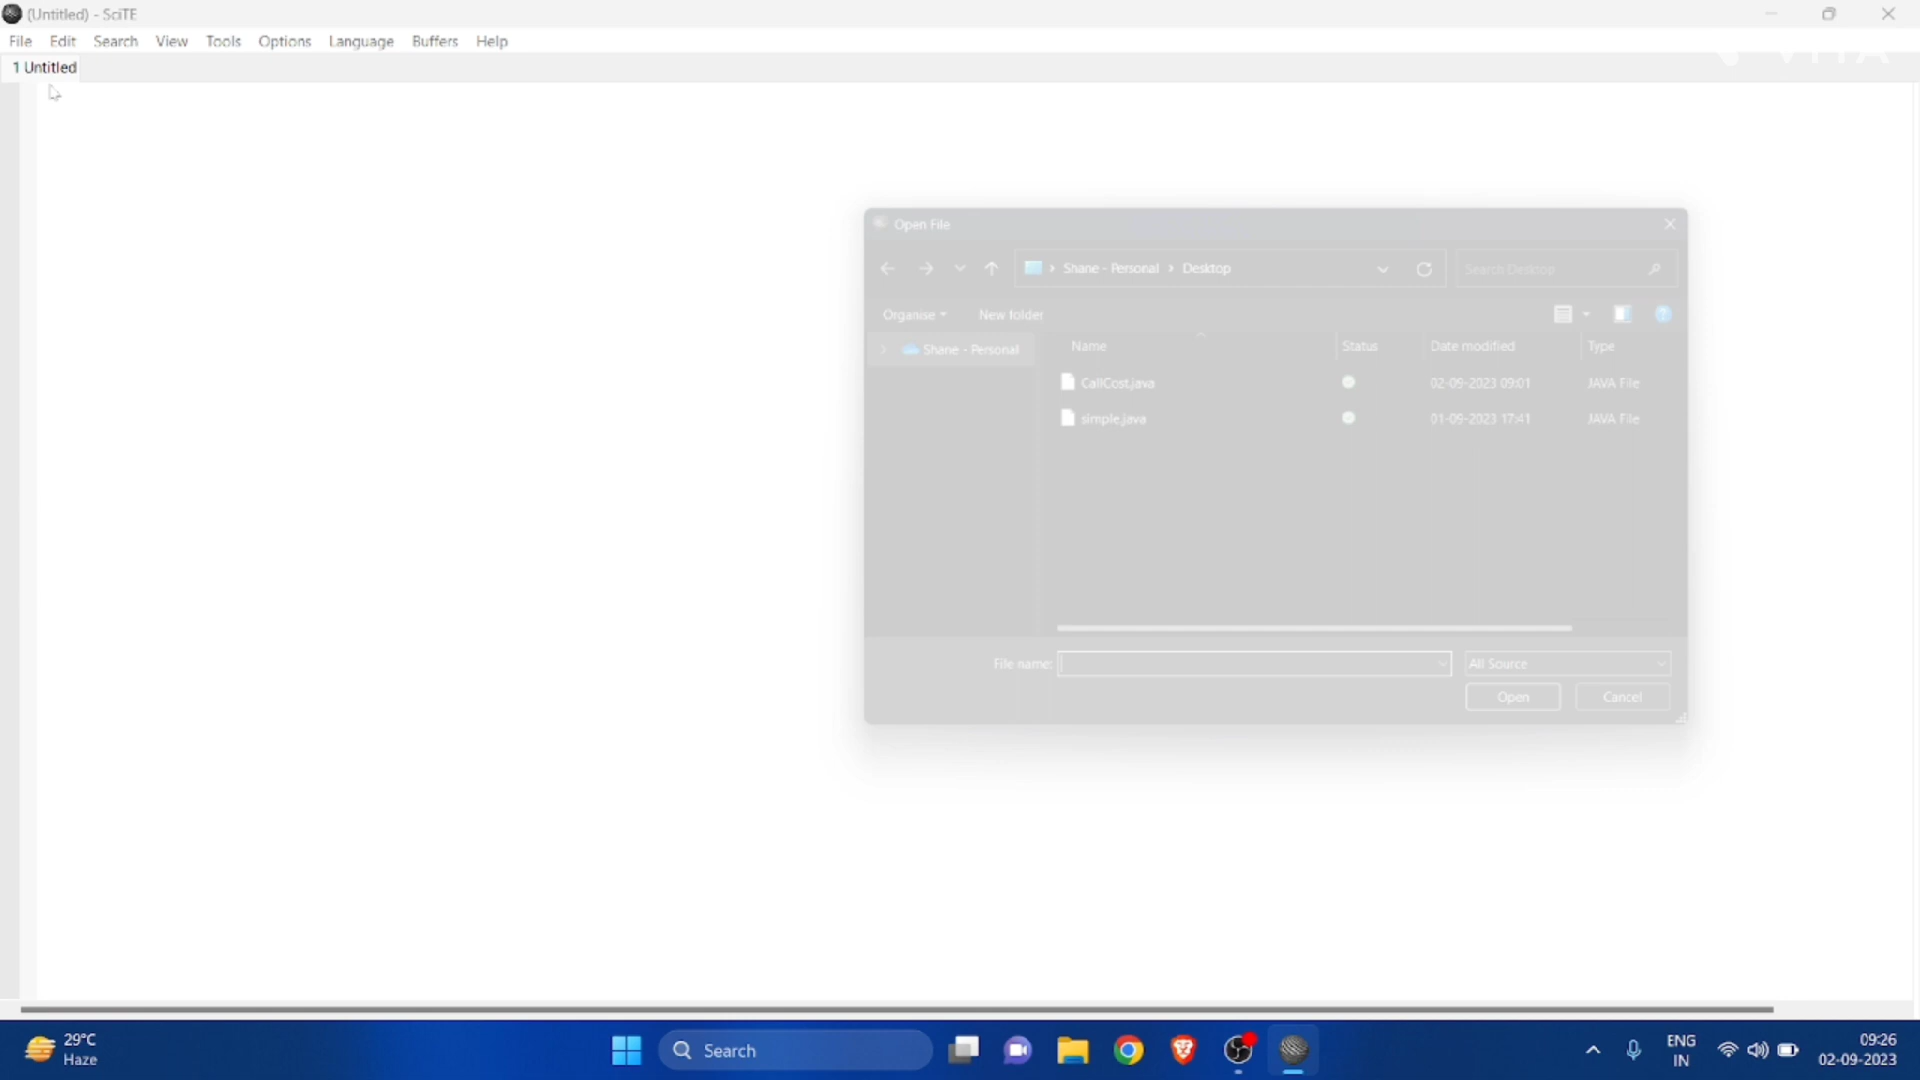 (Untitled) - SciTE
File Edit Search View Tools Options Language Buffers Help
1 Untitled
Open File
Shane - Personal > Desktop
Search Desktop
Organise
New folder
Shane - Personal
Name Status Date modified Type
CallCost.java 02-09-2023 09:01 JAVA File
simple.java 01-09-2023 17:41 JAVA File
File name:
All Source
Open Cancel
29°C
Haze
Search
ENG
IN
09:26
02-09-2023